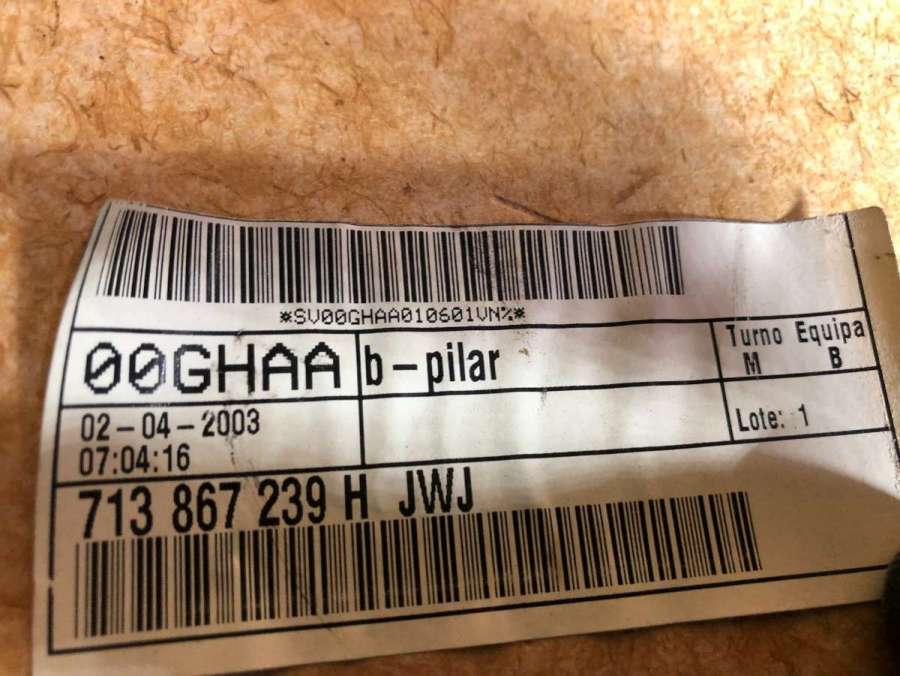 *SV00GHAA010601VN%*
00GHAA b-pilar Turno Equipa
M B
02-04-2003 Lote: 1
07:04:16
713 867 239 H JWJ